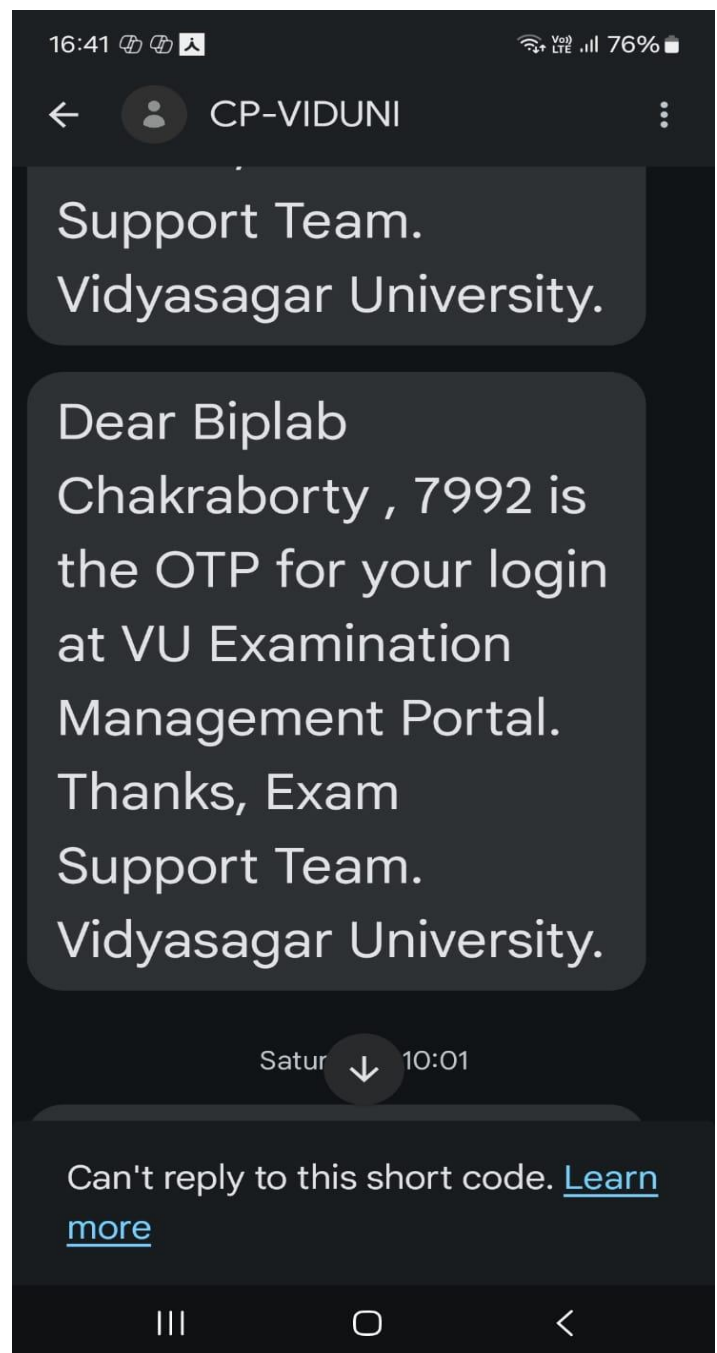 16:41 76%
CP-VIDUNI
Support Team.
Vidyasagar University.
Dear Biplab
Chakraborty , 7992 is
the OTP for your login
at VU Examination
Management Portal.
Thanks, Exam
Support Team.
Vidyasagar University.
10:01
Can't reply to this short code. Learn
more